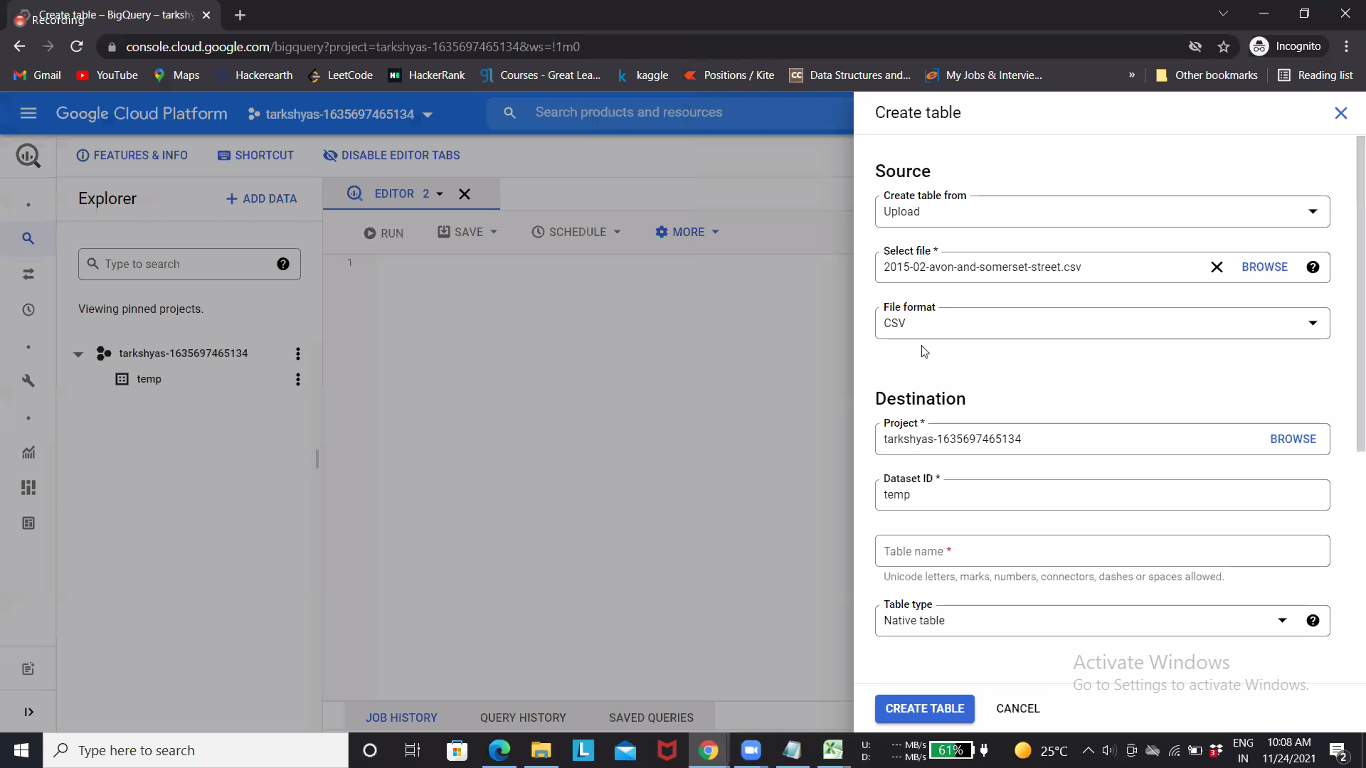 Create table – BigQuery – tarkshy
Recording
console.cloud.google.com/bigquery?project=tarkshyas-1635697465134&ws=!1m0
Incognito
Gmail
YouTube
Maps
Hackerearth
LeetCode
HackerRank
Courses - Great Lea...
kaggle
Positions / Kite
Data Structures and...
My Jobs & Intervie...
»
Other bookmarks
Reading list
Google Cloud Platform
tarkshyas-1635697465134
Search products and resources
Create table
FEATURES & INFO
SHORTCUT
DISABLE EDITOR TABS
Explorer
+ ADD DATA
EDITOR 2
RUN
SAVE
SCHEDULE
MORE
Type to search
1
Viewing pinned projects.
tarkshyas-1635697465134
temp
Source
Create table from
Upload
Select file *
2015-02-avon-and-somerset-street.csv
BROWSE
File format
CSV
Destination
Project *
tarkshyas-1635697465134
BROWSE
Dataset ID *
temp
Table name *
Unicode letters, marks, numbers, connectors, dashes or spaces allowed.
Table type
Native table
Activate Windows
Go to Settings to activate Windows.
CREATE TABLE
CANCEL
JOB HISTORY
QUERY HISTORY
SAVED QUERIES
Type here to search
U: --- MB/s
D: --- MB/s
61%
25°C
3
ENG
IN
10:08 AM
11/24/2021
2